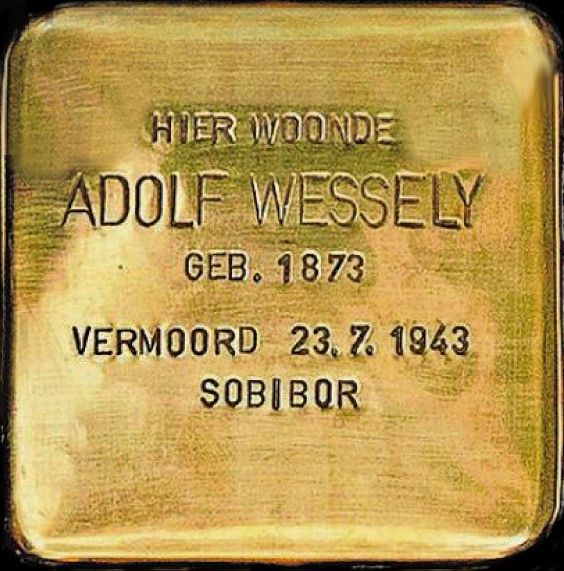 HIER WOONDE
ADOLF WESSELY
GEB. 1873
VERMOORD 23.7.1943
SOBIBOR